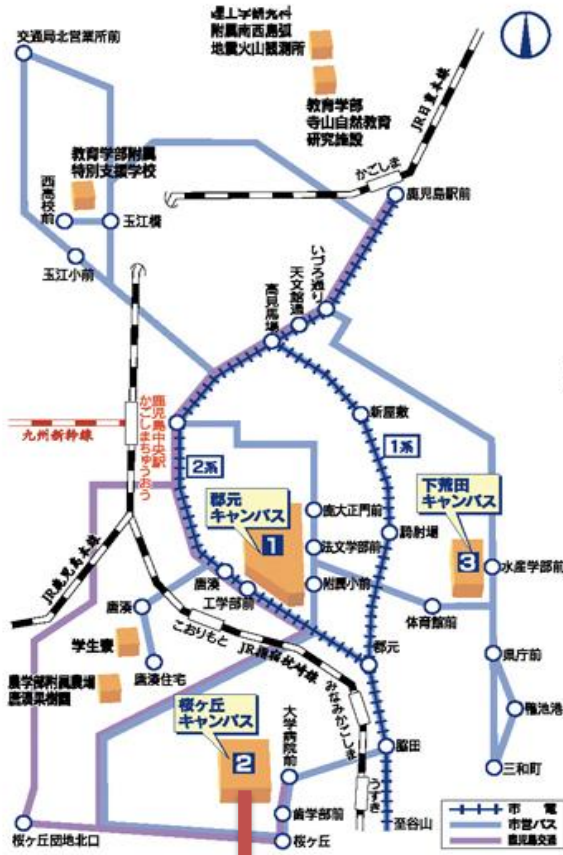 交通局北営業所前
理工学研究科
附属南西島弧
地震火山観測所
教育学部
寺山自然教育
研究施設
JR日豊本線
かごしま
鹿児島駅前
教育学部附属
特別支援学校
西高校前
玉江橋
玉江小前
いづろ通り
天文館通
高見馬場
鹿児島中央駅
かごしまちゅうおう
九州新幹線
2系
1系
新屋敷
郡元
キャンパス
1
下荒田
キャンパス
3
鹿大正門前
法文学部前
附属小前
騎射場
水産学部前
体育館前
JR鹿児島本線
唐湊
唐湊
工学部前
こおりもと
JR指宿枕崎線
みなみかごしま
郡元
学生寮
唐湊住宅
農学部附属農場
唐湊果樹園
県庁前
鴨池港
三和町
桜ヶ丘
キャンパス
2
大学病院前
脇田
うすき
歯学部前
桜ヶ丘団地北口
桜ヶ丘
至谷山
市電
市営バス
鹿児島交通